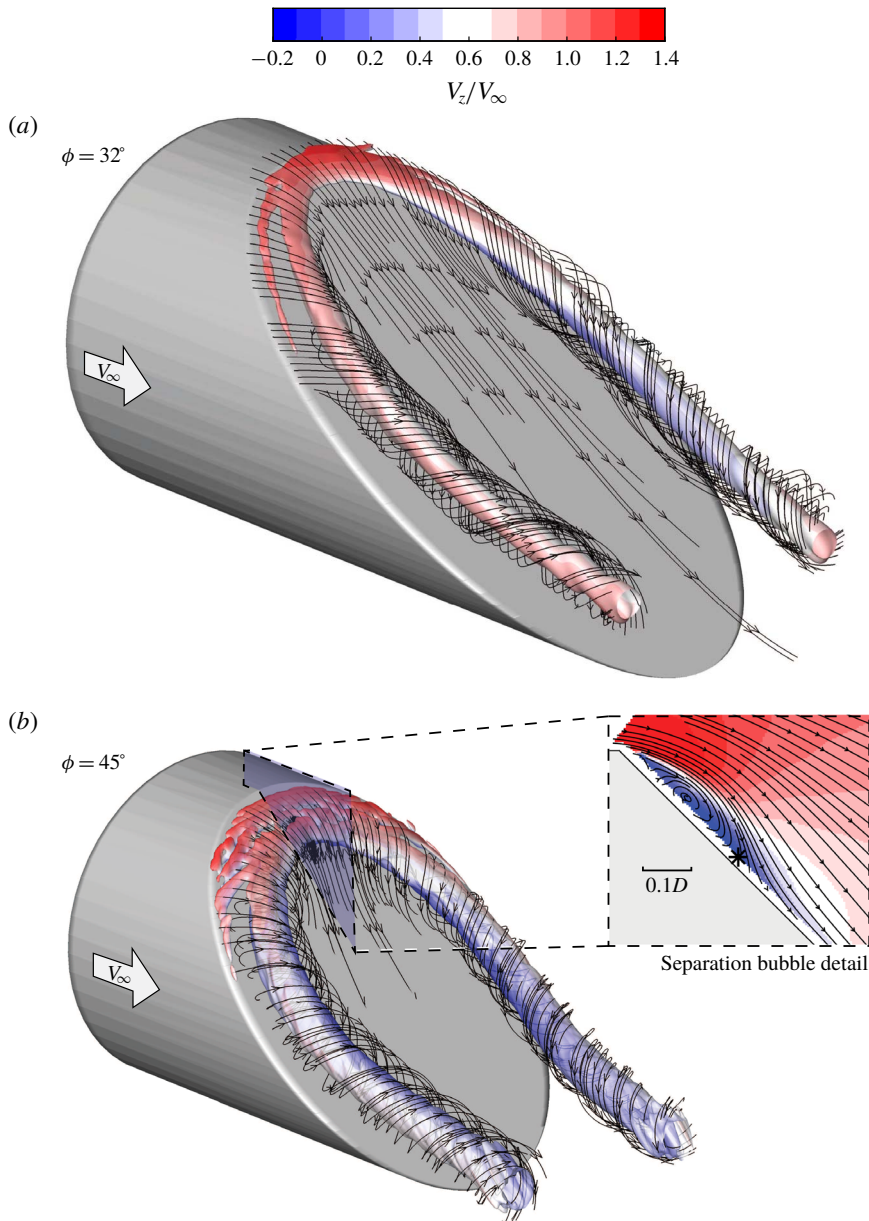 −0.2 0 0.2 0.4 0.6 0.8 1.0 1.2 1.4
V_z/V_∞
(a)
ϕ = 32°
V_∞
(b)
ϕ = 45°
V_∞
0.1D
Separation bubble detail